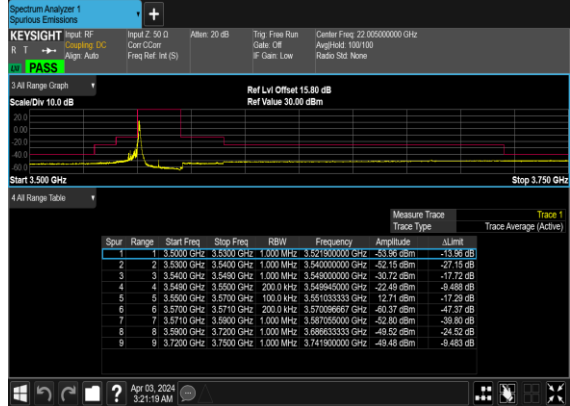 Spectrum Analyzer 1
Spurious Emissions
KEYSIGHT Input: RF Input Z: 50 Ω Atten: 20 dB Trig: Free Run Center Freq: 22.005000000 GHz
R T Coupling: DC Corr CCorr Gate: Off Avg|Hold: 100/100
Align: Auto Freq Ref: Int (S) IF Gain: Low Radio Std: None
PASS
3 All Range Graph
Ref Lvl Offset 15.80 dB
Scale/Div 10.0 dB Ref Value 30.00 dBm
20.0
0.00
-20.0
-40.0
-60.0
Start 3.500 GHz Stop 3.750 GHz
4 All Range Table
Measure Trace Trace 1
Trace Type Trace Average (Active)
Spur Range Start Freq Stop Freq RBW Frequency Amplitude ΔLimit
1 1 3.5000 GHz 3.5300 GHz 1.000 MHz 3.521900000 GHz -53.96 dBm -13.96 dB
2 2 3.5300 GHz 3.5400 GHz 1.000 MHz 3.540000000 GHz -52.15 dBm -27.15 dB
3 3 3.5400 GHz 3.5490 GHz 1.000 MHz 3.549000000 GHz -30.72 dBm -17.72 dB
4 4 3.5490 GHz 3.5500 GHz 200.0 kHz 3.549945000 GHz -22.49 dBm -9.488 dB
5 5 3.5500 GHz 3.5700 GHz 100.0 kHz 3.551033333 GHz 12.71 dBm -17.29 dB
6 6 3.5700 GHz 3.5710 GHz 200.0 kHz 3.570096667 GHz -60.37 dBm -47.37 dB
7 7 3.5710 GHz 3.5900 GHz 1.000 MHz 3.587055000 GHz -52.80 dBm -39.80 dB
8 8 3.5900 GHz 3.7200 GHz 1.000 MHz 3.686633333 GHz -49.52 dBm -24.52 dB
9 9 3.7200 GHz 3.7500 GHz 1.000 MHz 3.741900000 GHz -49.48 dBm -9.483 dB
Apr 03, 2024
3:21:19 AM